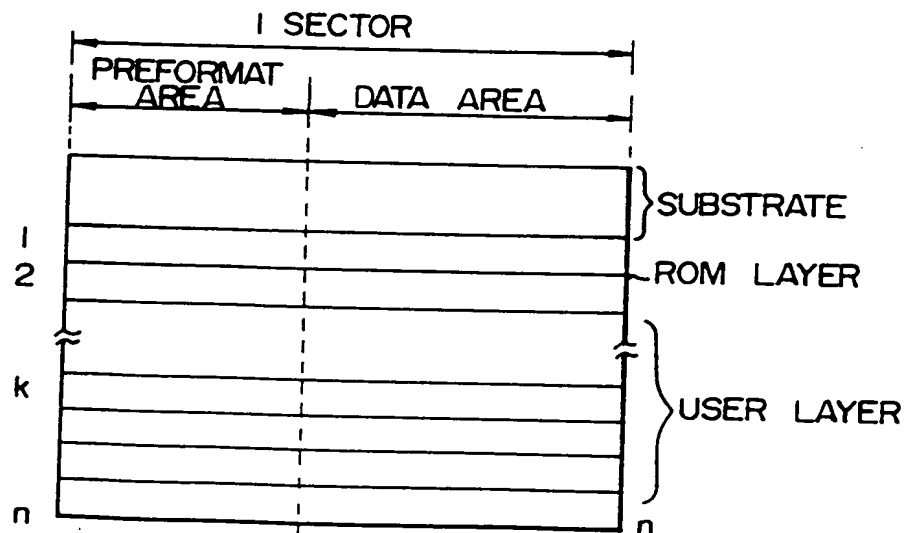 1 SECTOR
PREFORMAT
AREA
DATA AREA
SUBSTRATE
1
2
ROM LAYER
k
USER LAYER
n
n